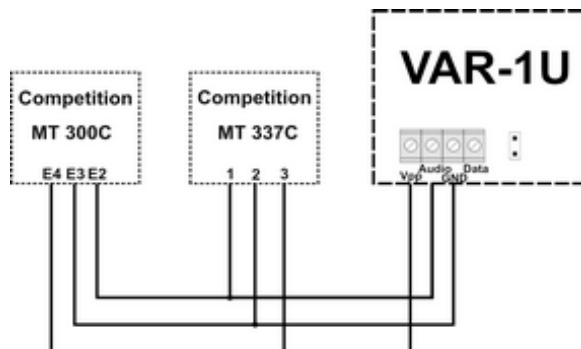 Competition
MT 300C
E4 E3 E2
Competition
MT 337C
1 2 3
VAR-1U
Vpp Audio GND Data